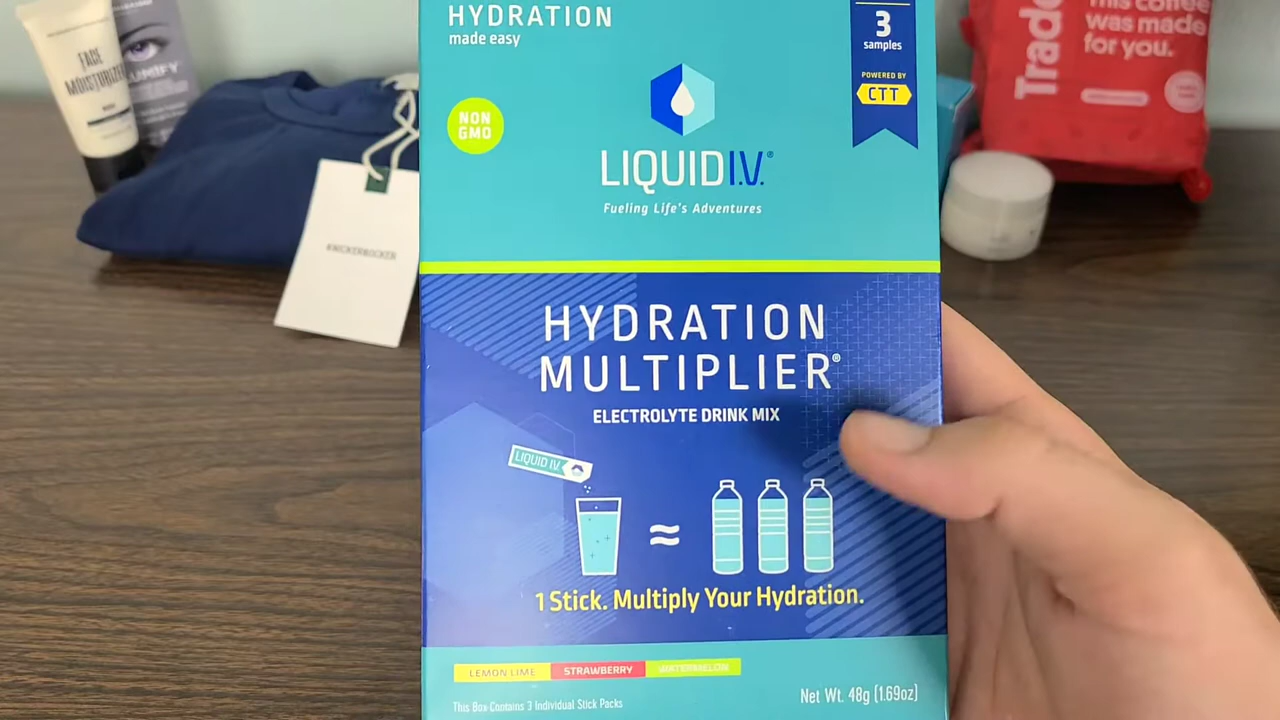 HYDRATION
made easy
3
samples
POWERED BY
CTT
NON
GMO
LIQUID I.V.®
Fueling Life's Adventures
HYDRATION
MULTIPLIER®
ELECTROLYTE DRINK MIX
LIQUID I.V.
≈
1 Stick. Multiply Your Hydration.
LEMON LIME STRAWBERRY WATERMELON
This Box Contains 3 Individual Stick Packs
Net Wt. 48g (1.69oz)
FACE
MOISTURIZER
LUMIFY
KNICKERBOCKER
Trade
This coffee
was made
for you.